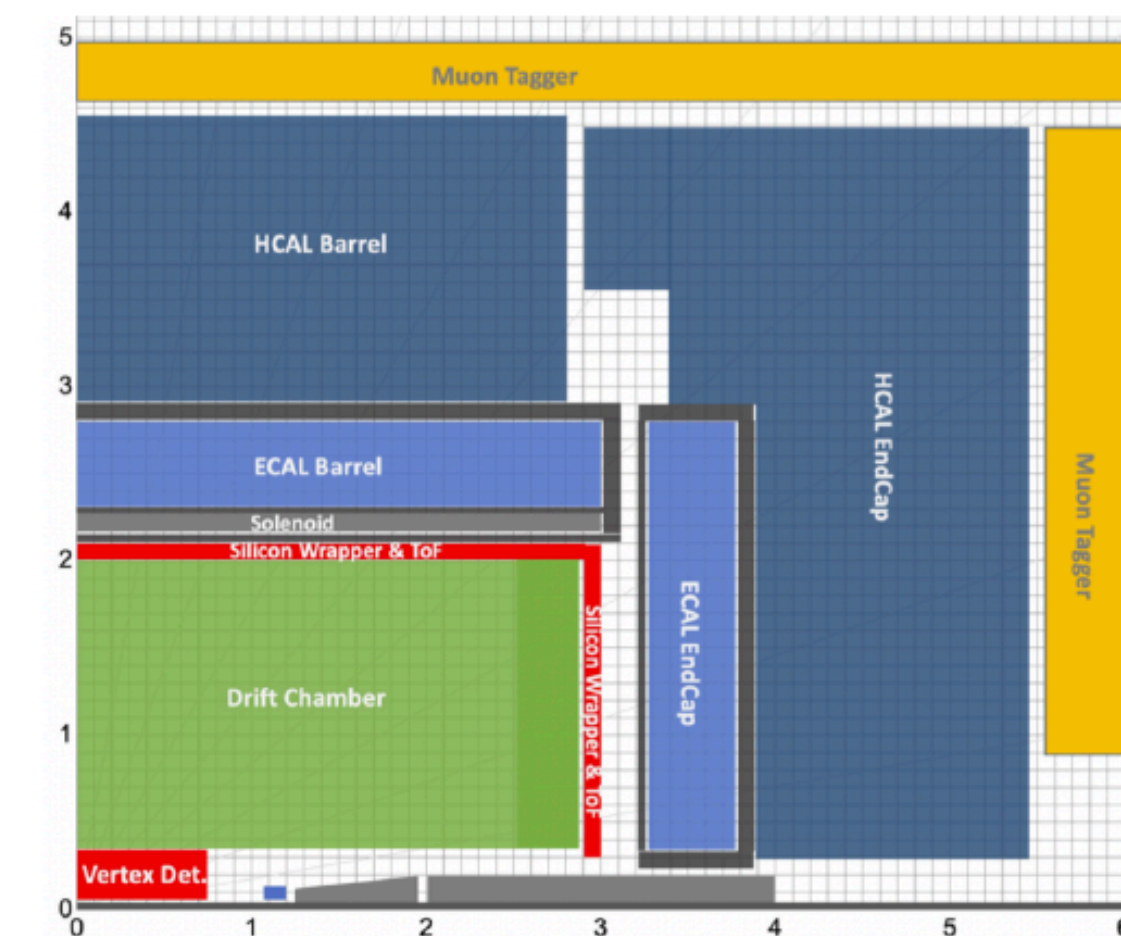 5
Muon Tagger
4
HCAL Barrel
3
HCAL EndCap
ECAL Barrel
Muon Tagger
Solenoid
2
Silicon Wrapper & ToF
ECAL EndCap
Silicon Wrapper & ToF
Drift Chamber
1
Vertex Det.
0
0 1 2 3 4 5 6